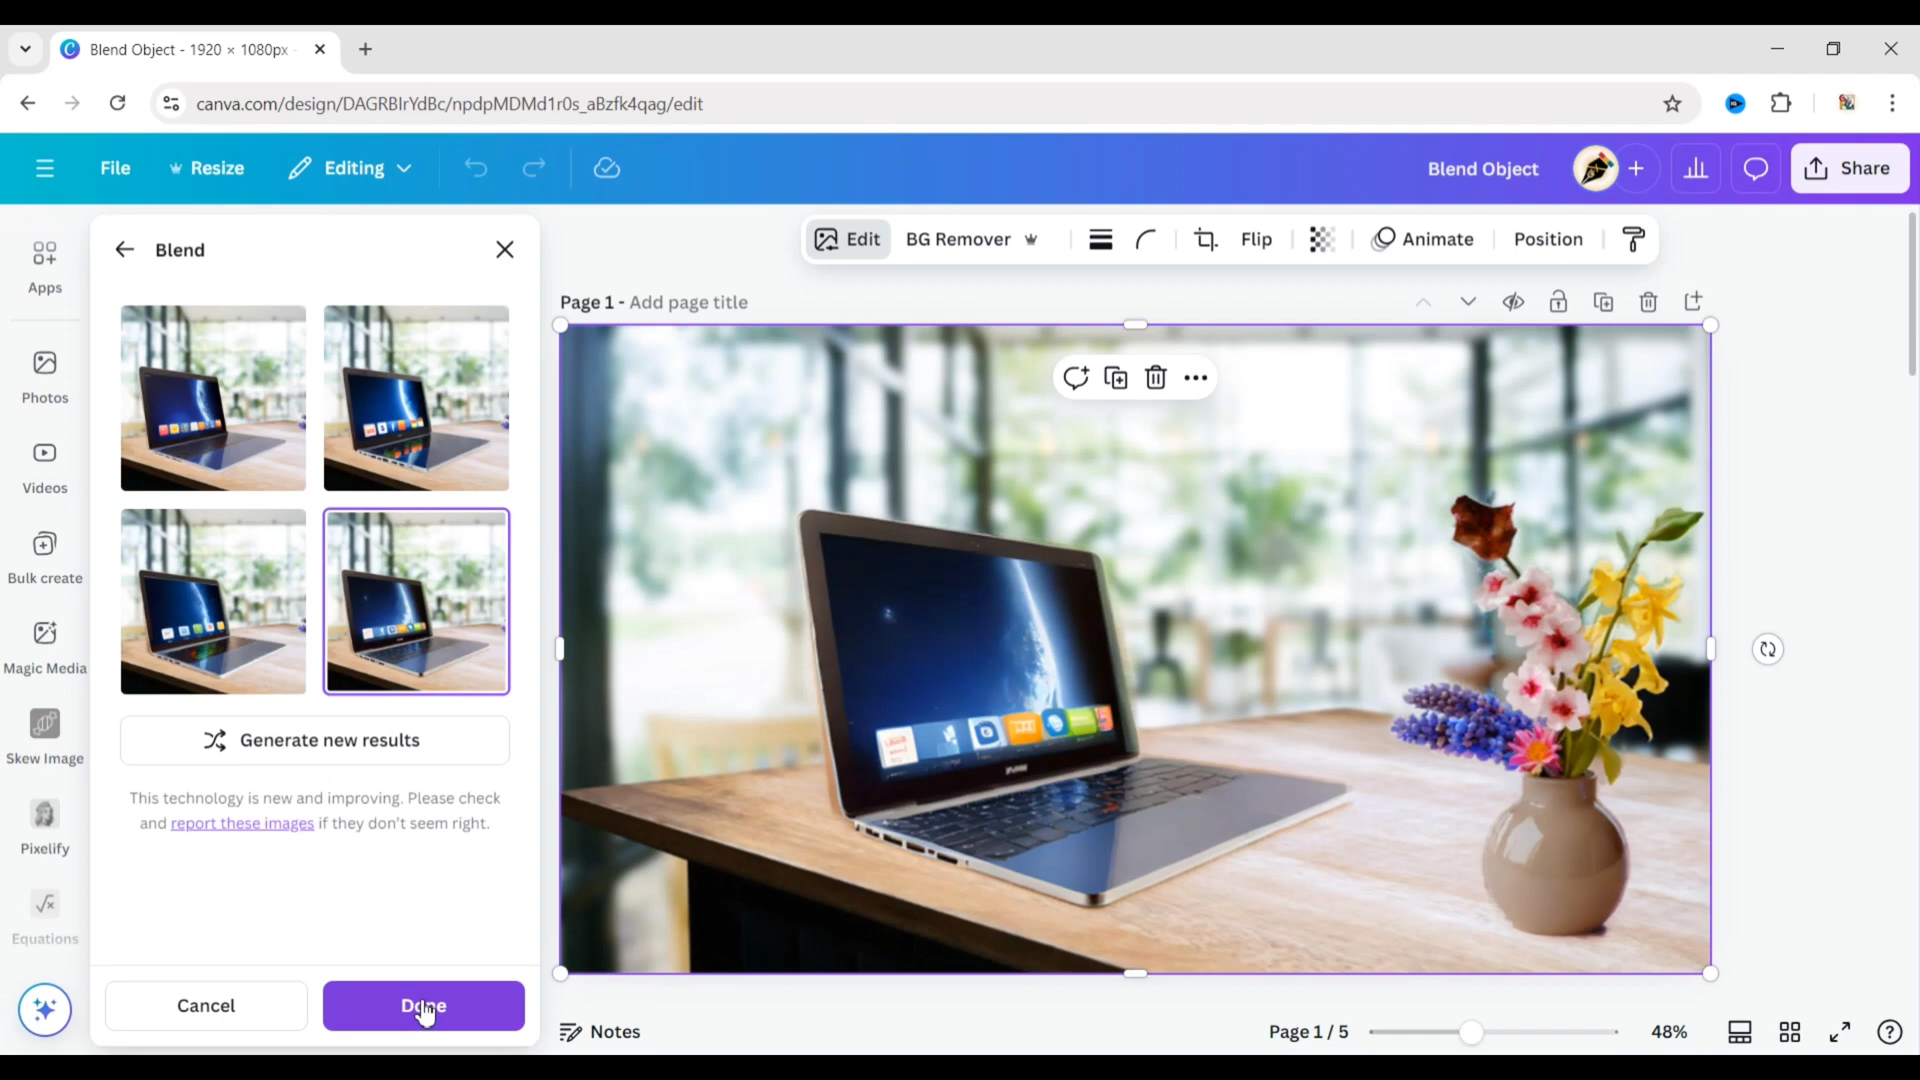 Blend Object - 1920 × 1080px -
canva.com/design/DAGRBIrYdBc/npdpMDMd1r0s_aBzfk4qag/edit
File
Resize
Editing
Blend Object
Share
Apps
Photos
Videos
Bulk create
Magic Media
Skew Image
Pixelify
Equations
Blend
Generate new results
This technology is new and improving. Please check
and report these images if they don't seem right.
Cancel
Done
Edit
BG Remover
Flip
Animate
Position
Page 1 - Add page title
Notes
Page 1 / 5
48%